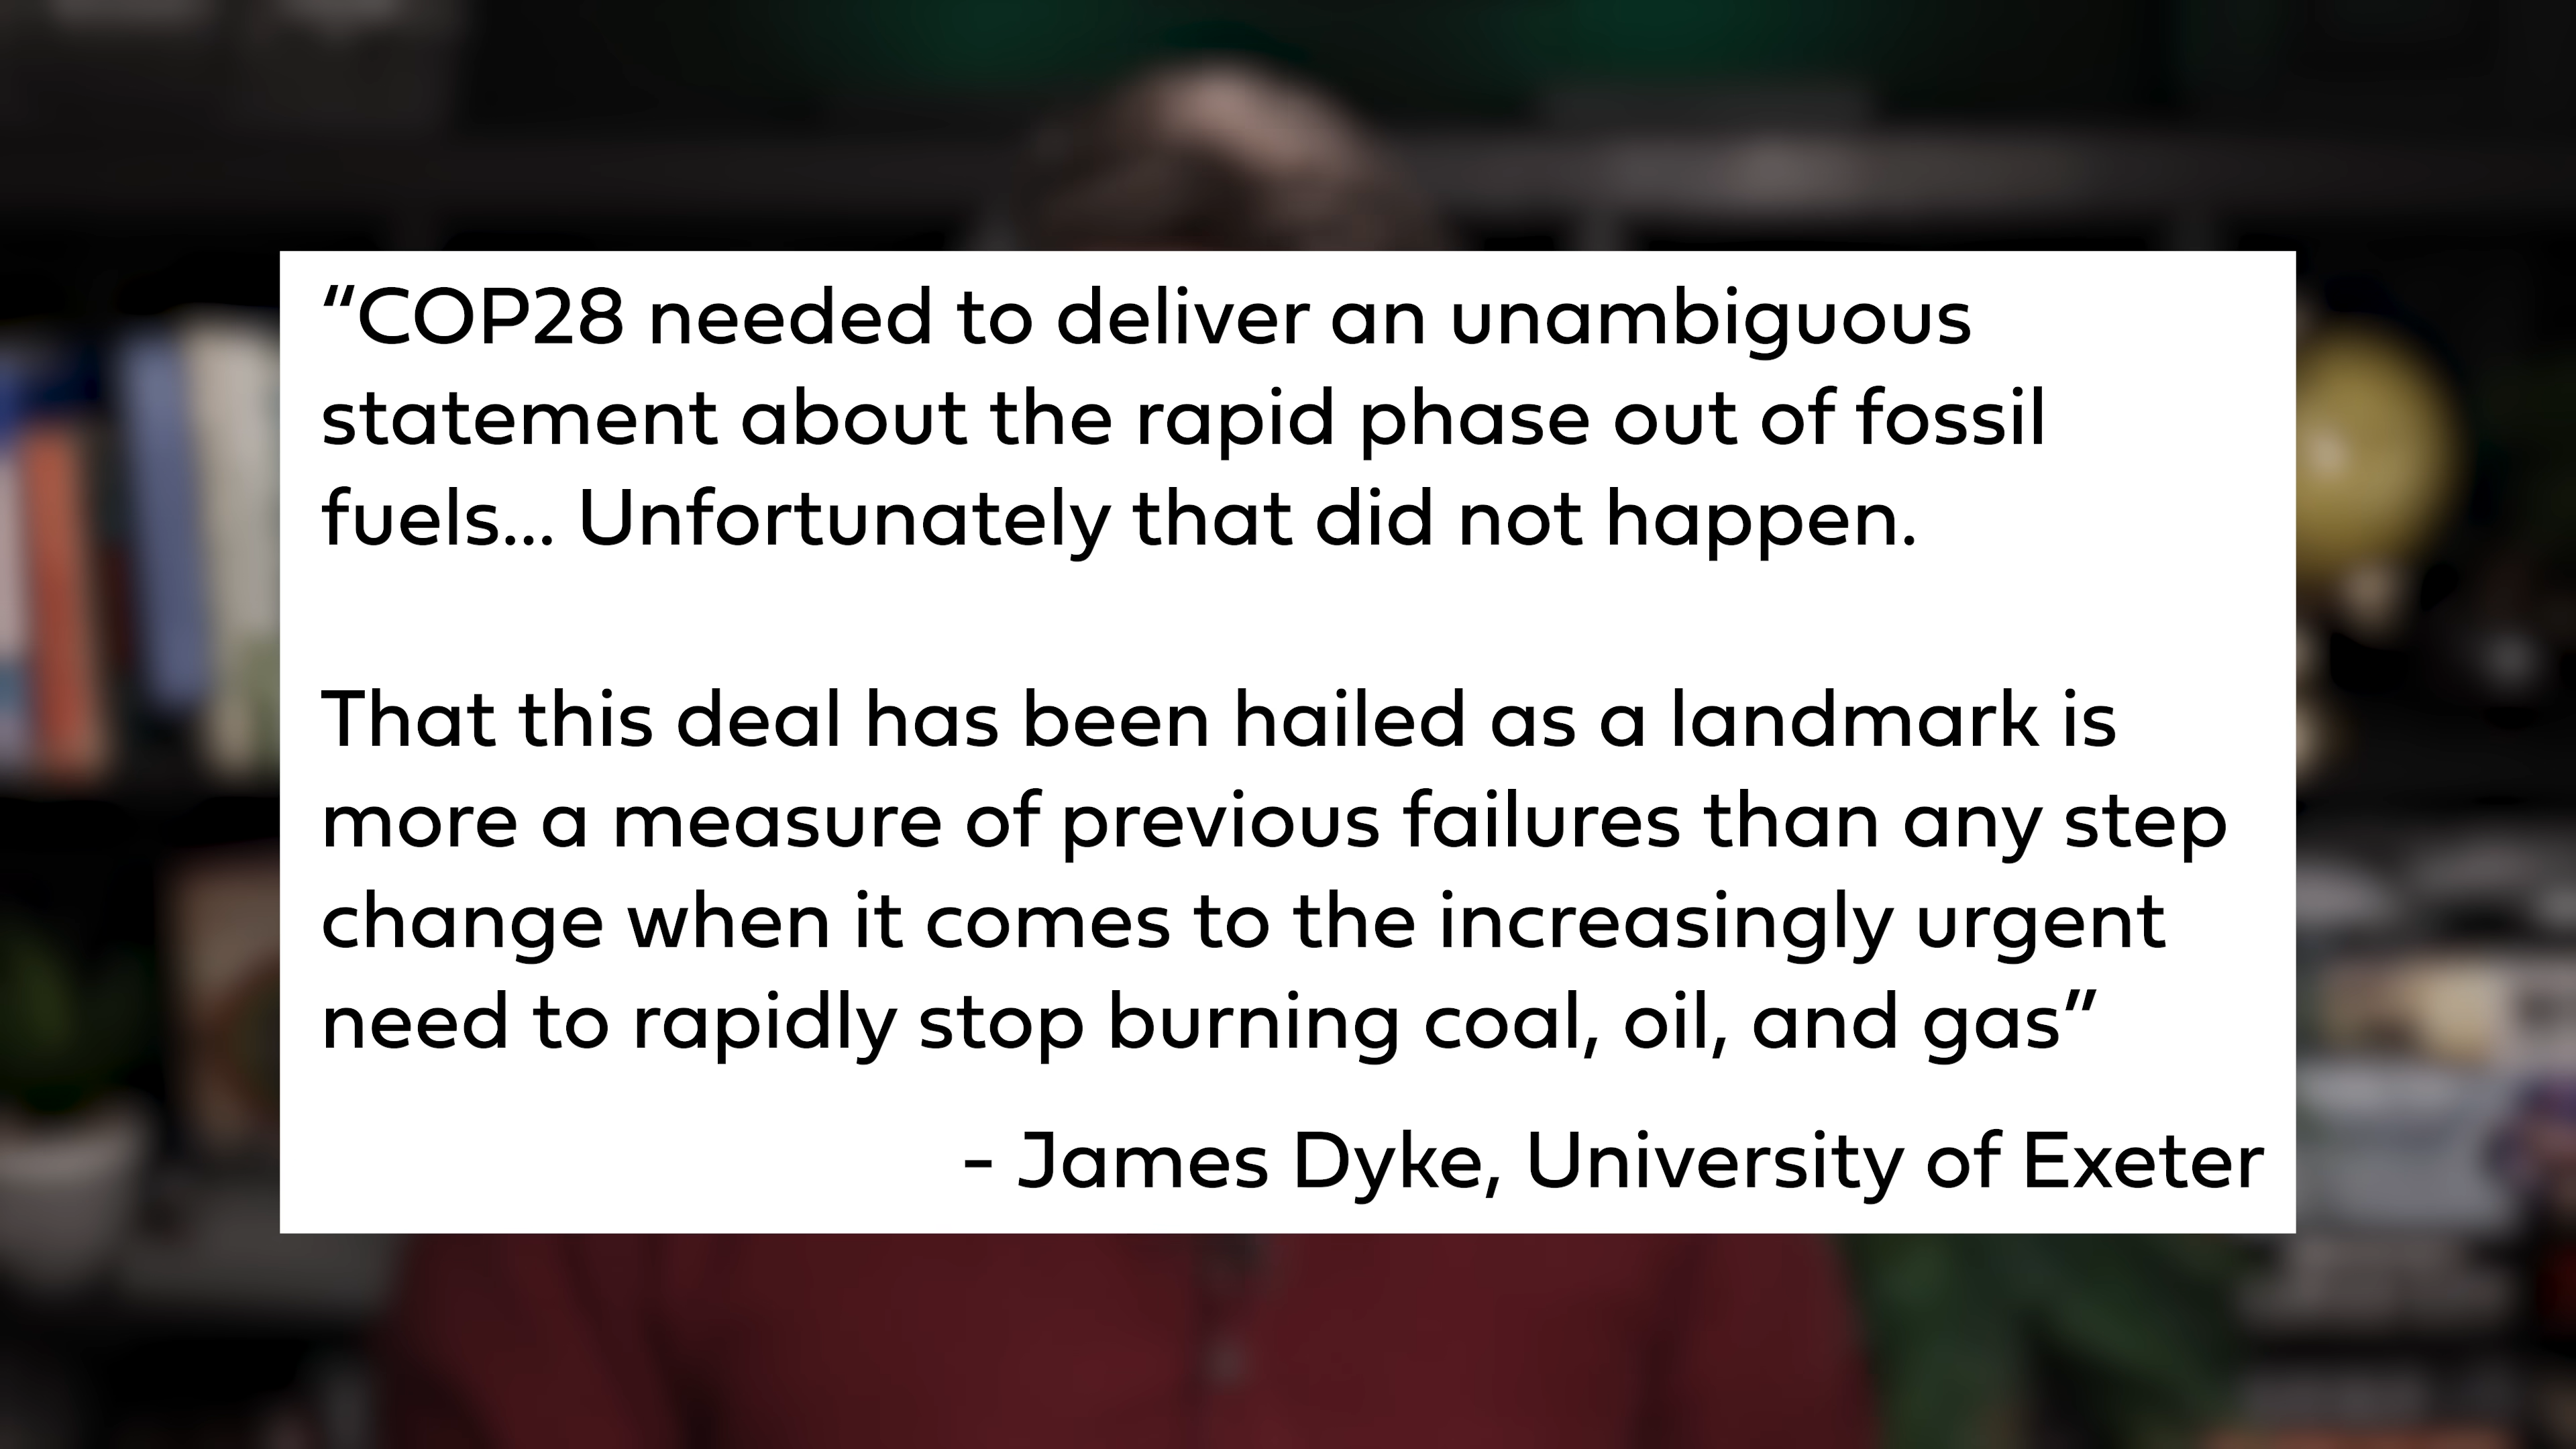 “COP28 needed to deliver an unambiguous
statement about the rapid phase out of fossil
fuels... Unfortunately that did not happen.
That this deal has been hailed as a landmark is
more a measure of previous failures than any step
change when it comes to the increasingly urgent
need to rapidly stop burning coal, oil, and gas”
- James Dyke, University of Exeter